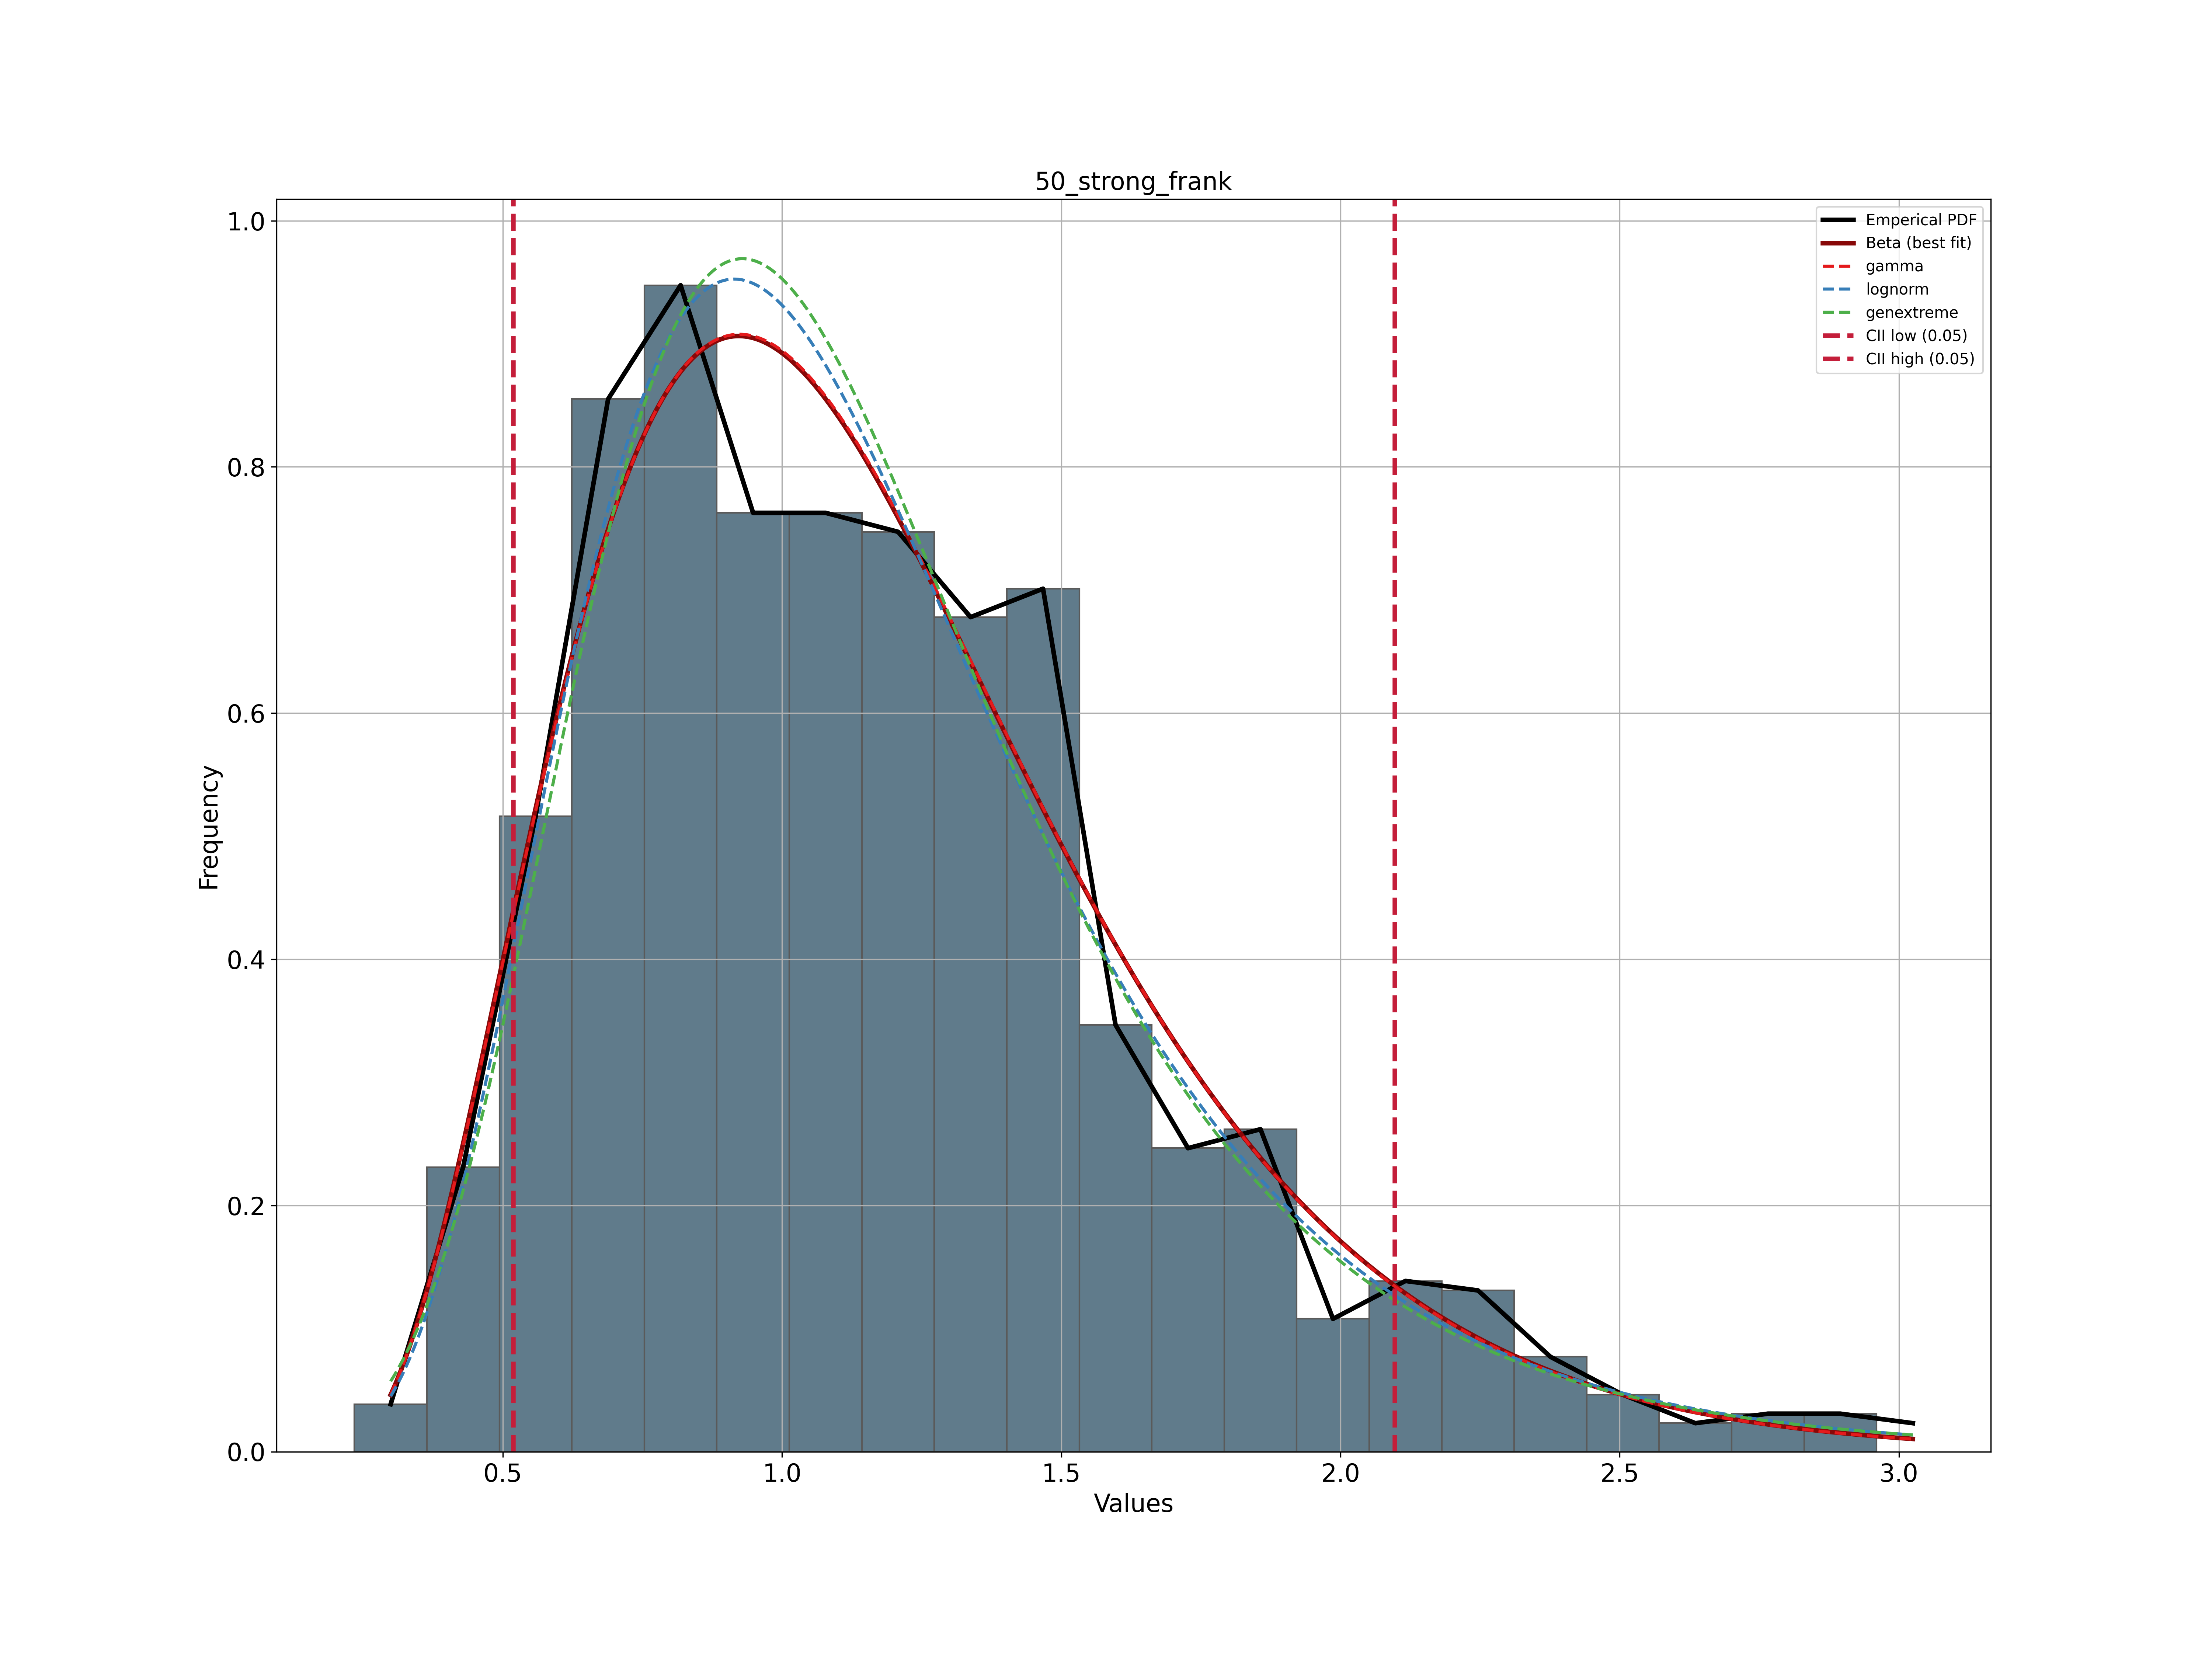 50_strong_frank
1.0
0.8
0.6
0.4
0.2
0.0
Frequency
Emperical PDF
Beta (best fit)
gamma
lognorm
genextreme
CII low (0.05)
CII high (0.05)
0.5 1.0 1.5 2.0 2.5 3.0
Values